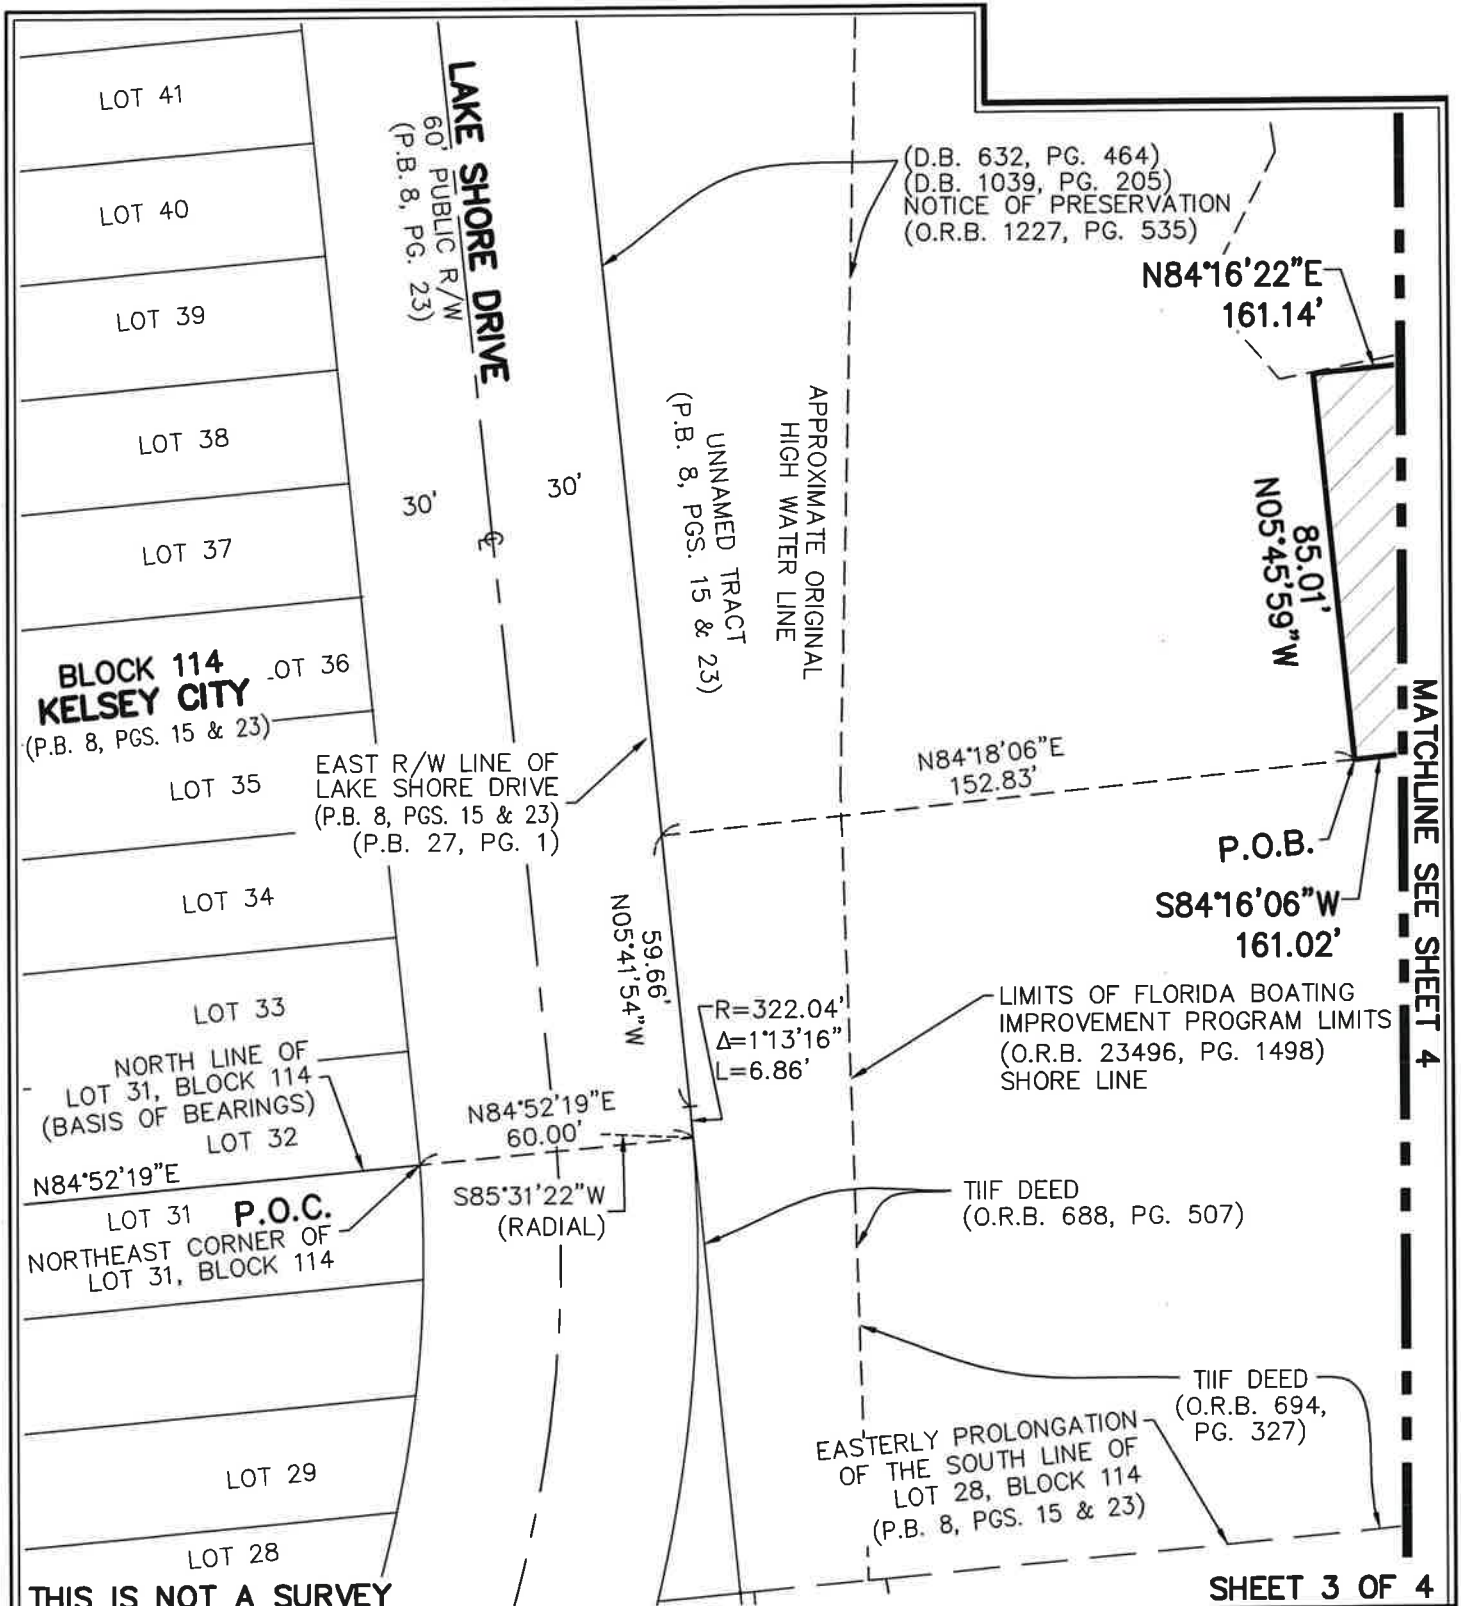 LOT 41
LOT 40
LOT 39
LOT 38
LOT 37
BLOCK 114
KELSEY CITY
(P.B. 8, PGS. 15 & 23)
OT 36
LOT 35
LOT 34
LOT 33
NORTH LINE OF
LOT 31, BLOCK 114
(BASIS OF BEARINGS)
LOT 32
N84°52'19"E
LOT 31
P.O.C.
NORTHEAST CORNER OF
LOT 31, BLOCK 114
LOT 29
LOT 28
THIS IS NOT A SURVEY
LAKE SHORE DRIVE
60' PUBLIC R/W
(P.B. 8, PG. 23)
30'
30'
℄
EAST R/W LINE OF
LAKE SHORE DRIVE
(P.B. 8, PGS. 15 & 23)
(P.B. 27, PG. 1)
UNNAMED TRACT
(P.B. 8, PGS. 15 & 23)
APPROXIMATE ORIGINAL
HIGH WATER LINE
(D.B. 632, PG. 464)
(D.B. 1039, PG. 205)
NOTICE OF PRESERVATION
(O.R.B. 1227, PG. 535)
N84°16'22"E
161.14'
85.01'
N05°45'59"W
N84°18'06"E
152.83'
P.O.B.
S84°16'06"W
161.02'
MATCHLINE SEE SHEET 4
59.66'
N05°41'54"W
R=322.04'
Δ=1°13'16"
L=6.86'
N84°52'19"E
60.00'
S85°31'22"W
(RADIAL)
LIMITS OF FLORIDA BOATING
IMPROVEMENT PROGRAM LIMITS
(O.R.B. 23496, PG. 1498)
SHORE LINE
TIIF DEED
(O.R.B. 688, PG. 507)
TIIF DEED
(O.R.B. 694,
PG. 327)
EASTERLY PROLONGATION
OF THE SOUTH LINE OF
LOT 28, BLOCK 114
(P.B. 8, PGS. 15 & 23)
SHEET 3 OF 4